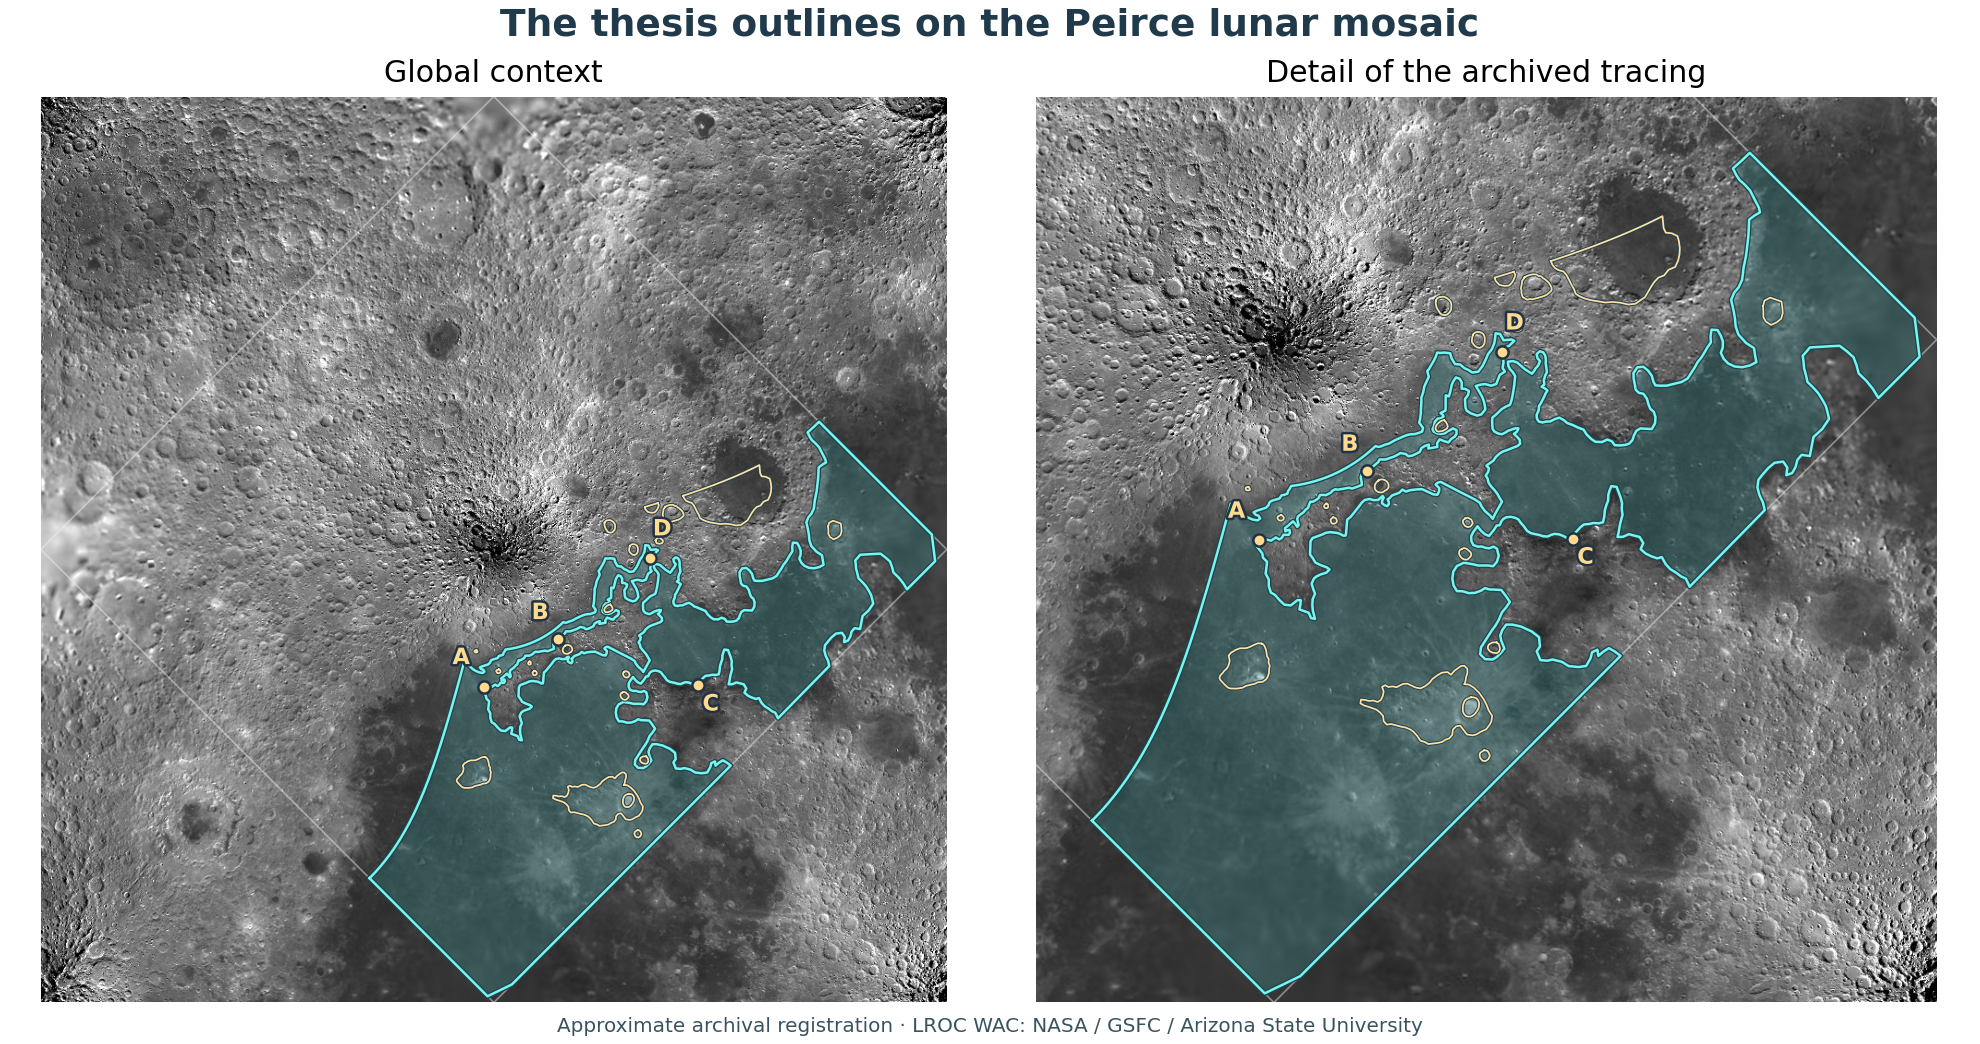 The thesis outlines on the Peirce lunar mosaic
Global context
Detail of the archived tracing
A
B
C
D
A
B
C
D
Approximate archival registration · LROC WAC: NASA / GSFC / Arizona State University